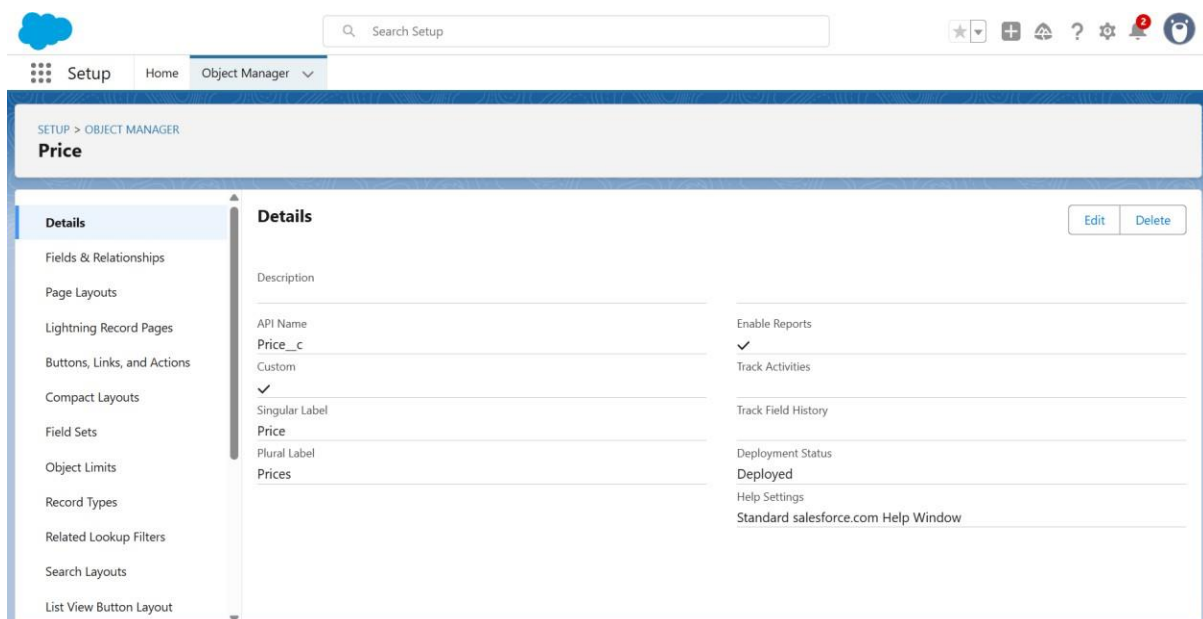 Search Setup
2
Setup
Home
Object Manager
SETUP > OBJECT MANAGER
Price
Details
Fields & Relationships
Page Layouts
Lightning Record Pages
Buttons, Links, and Actions
Compact Layouts
Field Sets
Object Limits
Record Types
Related Lookup Filters
Search Layouts
List View Button Layout
Details
Edit
Delete
Description
API Name
Price__c
Custom
Singular Label
Price
Plural Label
Prices
Enable Reports
Track Activities
Track Field History
Deployment Status
Deployed
Help Settings
Standard salesforce.com Help Window